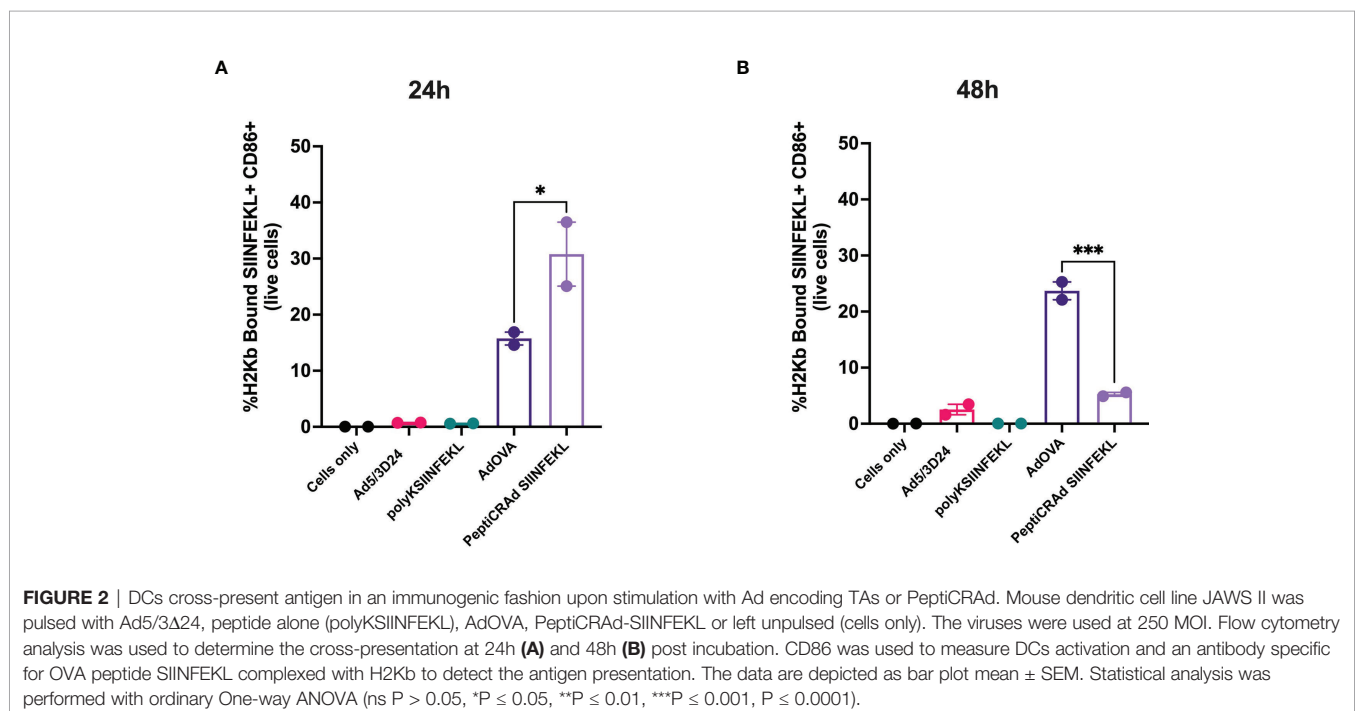 A
24h
%H2Kb Bound SIINFEKL+ CD86+
(live cells)
50
40
30
20
10
0
*
Cells only
Ad5/3D24
polyKSIINFEKL
AdOVA
PeptiCRAd SIINFEKL
B
48h
%H2Kb Bound SIINFEKL+ CD86+
(live cells)
50
40
30
20
10
0
***
Cells only
Ad5/3D24
polyKSIINFEKL
AdOVA
PeptiCRAd SIINFEKL
FIGURE 2 | DCs cross-present antigen in an immunogenic fashion upon stimulation with Ad encoding TAs or PeptiCRAd. Mouse dendritic cell line JAWS II was
pulsed with Ad5/3Δ24, peptide alone (polyKSIINFEKL), AdOVA, PeptiCRAd-SIINFEKL or left unpulsed (cells only). The viruses were used at 250 MOI. Flow cytometry
analysis was used to determine the cross-presentation at 24h (A) and 48h (B) post incubation. CD86 was used to measure DCs activation and an antibody specific
for OVA peptide SIINFEKL complexed with H2Kb to detect the antigen presentation. The data are depicted as bar plot mean ± SEM. Statistical analysis was
performed with ordinary One-way ANOVA (ns P > 0.05, *P ≤ 0.05, **P ≤ 0.01, ***P ≤ 0.001, P ≤ 0.0001).